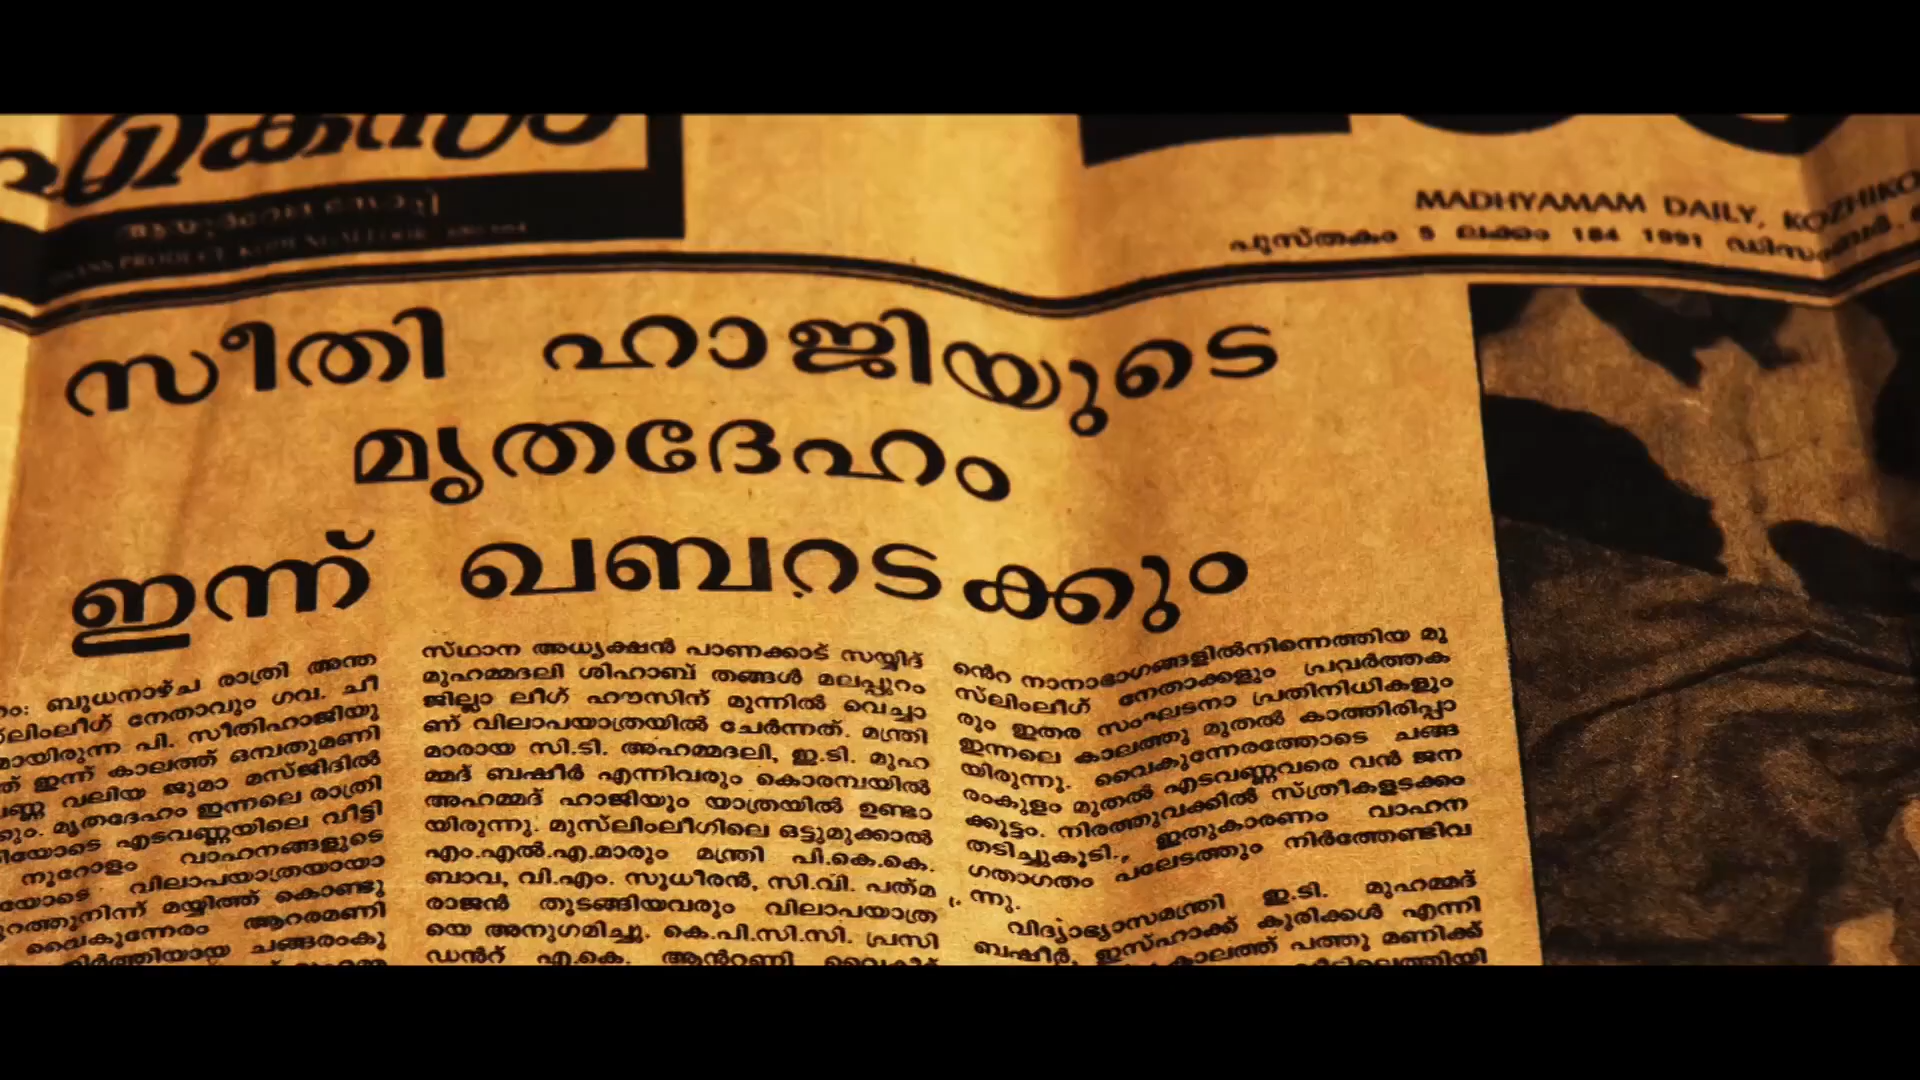 MADHYAMAM DAILY,
പുസ്തകം 5 ലക്കം 184 1991
സീതി ഹാജിയുടെ
മൃതദേഹം
ഇന്ന് ഖബറടക്കും
ബുധനാഴ്ച രാത്രി അന്ത
നേതാവും ഗവ. ചീ
മായിരുന്ന പി. സീതിഹാജിയു
ഇന്ന് കാലത്ത് ഒമ്പതുമണി
വലിയ ജുമാ മസ്ജിദിൽ
മൃതദേഹം ഇന്നലെ രാത്രി
എടവണ്ണയിലെ വീട്ടി
നൂറോളം വാഹനങ്ങളുടെ
വിലാപയാത്രയായാ
മയ്യിത്ത് കൊണ്ടു
വൈകുന്നേരം ആറരമണി
ചങ്ങരാംകു
സ്ഥാന അധ്യക്ഷൻ പാണക്കാട് സയ്യിദ്
മുഹമ്മദലി ശിഹാബ് തങ്ങൾ മലപ്പുറം
ജില്ലാ ലീഗ് ഹൗസിന് മുന്നിൽ വെച്ചാ
ണ് വിലാപയാത്രയിൽ ചേർന്നത്. മന്ത്രി
മാരായ സി.ടി. അഹമ്മദലി, ഇ.ടി. മുഹ
മ്മദ് ബഷീർ എന്നിവരും കൊരമ്പയിൽ
അഹമ്മദ് ഹാജിയും യാത്രയിൽ ഉണ്ടാ
യിരുന്നു. മുസ്‌ലിംലീഗിലെ ഒട്ടുമുക്കാൽ
എം.എൽ.എ.മാരും മന്ത്രി പി.കെ.കെ.
ബാവ, വി.എം. സുധീരൻ, സി.വി. പത്മ
രാജൻ തുടങ്ങിയവരും വിലാപയാത്ര
യെ അനുഗമിച്ചു. കെ.പി.സി.സി. പ്രസി
ഡൻറ് എ.കെ. ആൻറണി
ൻെറ നാനാഭാഗങ്ങളിൽനിന്നെത്തിയ മു
സ്‌ലിംലീഗ് നേതാക്കളും പ്രവർത്തക
രും ഇതര സംഘടനാ പ്രതിനിധികളും
ഇന്നലെ കാലത്തു മുതൽ കാത്തിരിപ്പാ
യിരുന്നു. വൈകുന്നേരത്തോടെ ചങ്ങ
രംകുളം മുതൽ എടവണ്ണവരെ വൻ ജന
ക്കൂട്ടം. നിരത്തുവക്കിൽ സ്ത്രീകളടക്കം
തടിച്ചുകൂടി. ഇതുകാരണം വാഹന
ഗതാഗതം പലേടത്തും നിർത്തേണ്ടിവ
ന്നു.
വിദ്യാഭ്യാസമന്ത്രി ഇ.ടി. മുഹമ്മദ്
ബഷീർ, ഇസ്ഹാക്ക് കുരിക്കൾ എന്നി
കാലത്ത് പത്തു മണിക്ക്